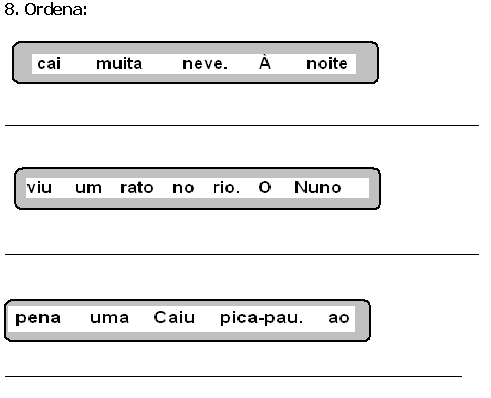 8. Ordena:
cai muita neve. À noite
viu um rato no rio. O Nuno
pena uma Caiu pica-pau. ao